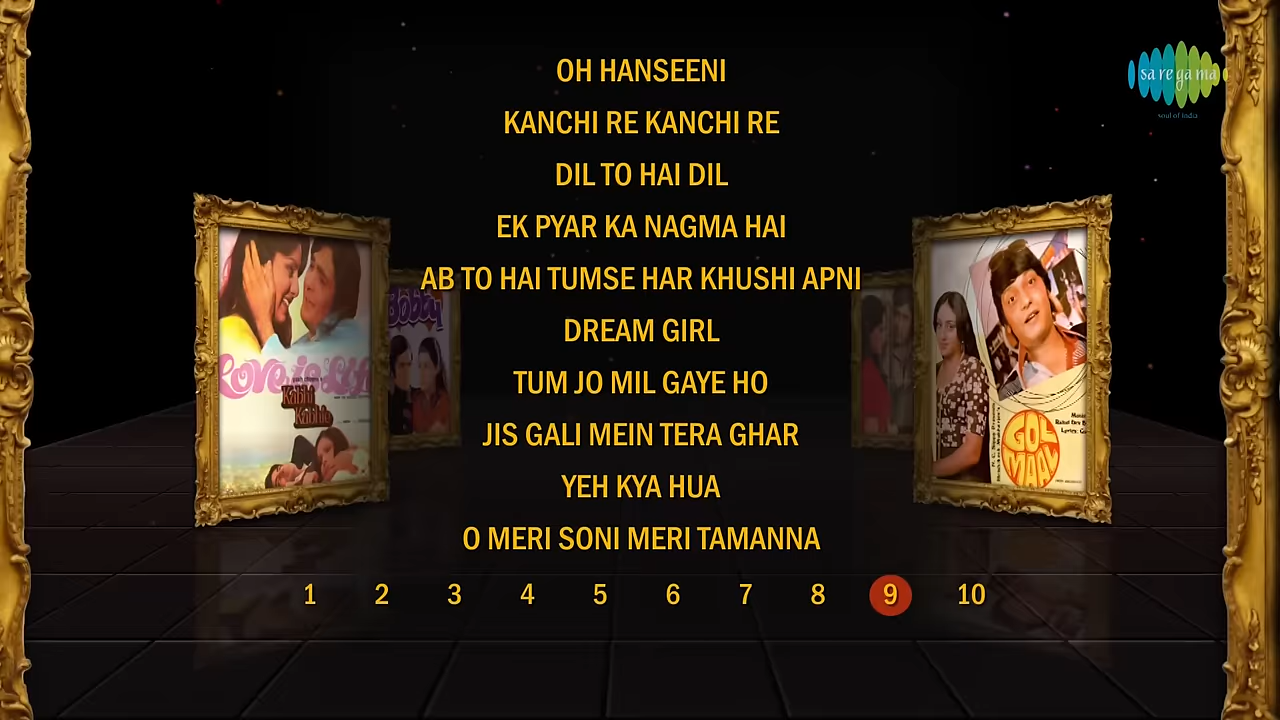 sa re ga ma
soul of India
OH HANSEENI
KANCHI RE KANCHI RE
DIL TO HAI DIL
EK PYAR KA NAGMA HAI
AB TO HAI TUMSE HAR KHUSHI APNI
DREAM GIRL
TUM JO MIL GAYE HO
JIS GALI MEIN TERA GHAR
YEH KYA HUA
O MERI SONI MERI TAMANNA
1 2 3 4 5 6 7 8 9 10
Love is Life
Kabhi
Kabhie
Bobby
GOL
MAAL